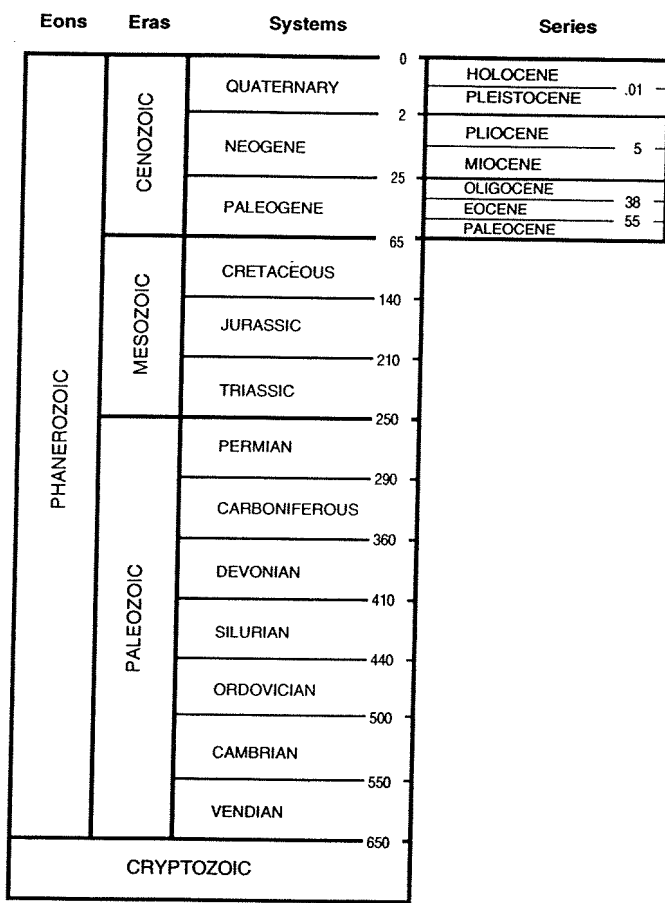 Eons Eras Systems Series
0
QUATERNARY HOLOCENE
.01
PLEISTOCENE
2
NEOGENE PLIOCENE
5
MIOCENE
25
PALEOGENE OLIGOCENE
38
EOCENE
55
PALEOCENE
65
CENOZOIC
CRETACEOUS
140
JURASSIC
210
TRIASSIC
250
MESOZOIC
PERMIAN
290
CARBONIFEROUS
360
DEVONIAN
410
SILURIAN
440
ORDOVICIAN
500
CAMBRIAN
550
VENDIAN
650
PALEOZOIC
PHANEROZOIC
CRYPTOZOIC